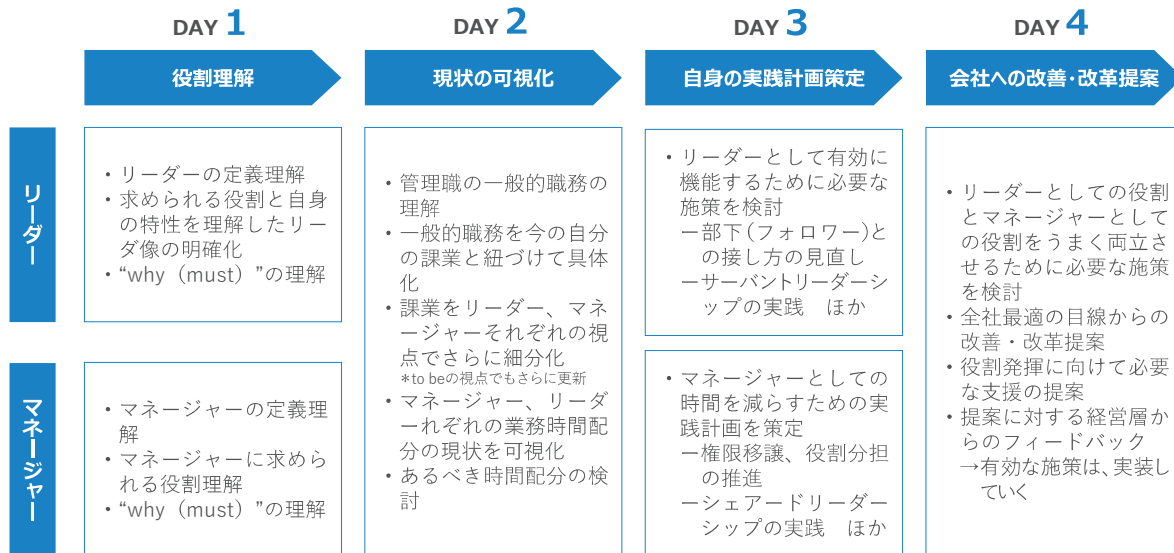 DAY 1
DAY 2
DAY 3
DAY 4
役割理解
現状の可視化
自身の実践計画策定
会社への改善・改革提案
リーダー
・リーダーの定義理解
・求められる役割と自身
の特性を理解したリー
ダ像の明確化
・“why（must）”の理解
マネージャー
・マネージャーの定義理
解
・マネージャーに求めら
れる役割理解
・“why（must）”の理解
・管理職の一般的職務の
理解
・一般的職務を今の自分
の課業と紐づけて具体
化
・課業をリーダー、マネ
ージャーそれぞれの視
点でさらに細分化
*to beの視点でもさらに更新
・マネージャー、リーダ
ーれぞれの業務時間配
分の現状を可視化
・あるべき時間配分の検
討
・リーダーとして有効に
機能するために必要な
施策を検討
ー部下(フォロワー)と
の接し方の見直し
ーサーバントリーダーシ
ップの実践　ほか
・マネージャーとしての
時間を減らすための実
践計画を策定
ー権限移譲、役割分担
の推進
ーシェアードリーダー
シップの実践　ほか
・リーダーとしての役割
とマネージャーとして
の役割をうまく両立さ
せるために必要な施策
を検討
・全社最適の目線からの
改善・改革提案
・役割発揮に向けて必要
な支援の提案
・提案に対する経営層か
らのフィードバック
→有効な施策は、実装し
ていく